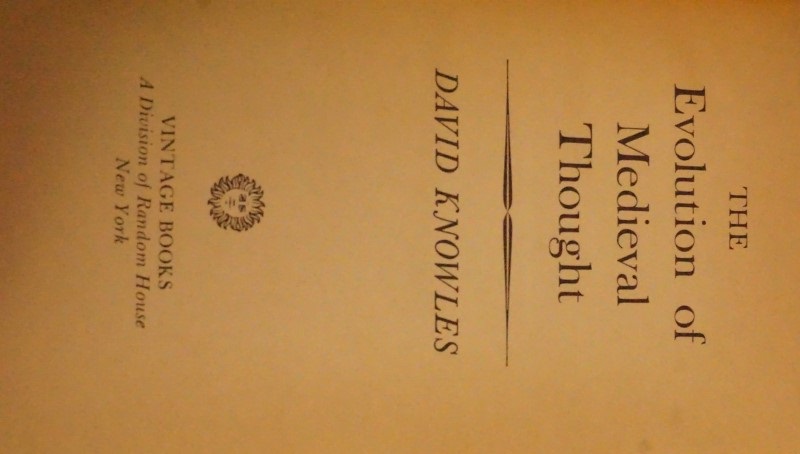 THE
Evolution of
Medieval
Thought
DAVID KNOWLES
VINTAGE BOOKS
A Division of Random House
New York